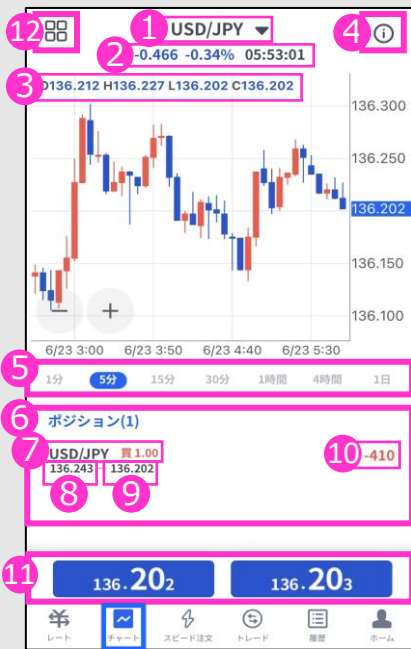 12
1
USD/JPY
4
2
-0.466 -0.34% 05:53:01
3
O136.212 H136.227 L136.202 C136.202
136.300
136.250
136.202
136.150
136.100
− +
6/23 3:00 6/23 3:50 6/23 4:40 6/23 5:30
5
1分 5分 15分 30分 1時間 4時間 1日
6
ポジション(1)
7
USD/JPY 買 1.00
10
-410
136.243 136.202
8 9
11
136.202 136.203
レート チャート スピード注文 トレード 履歴 ホーム